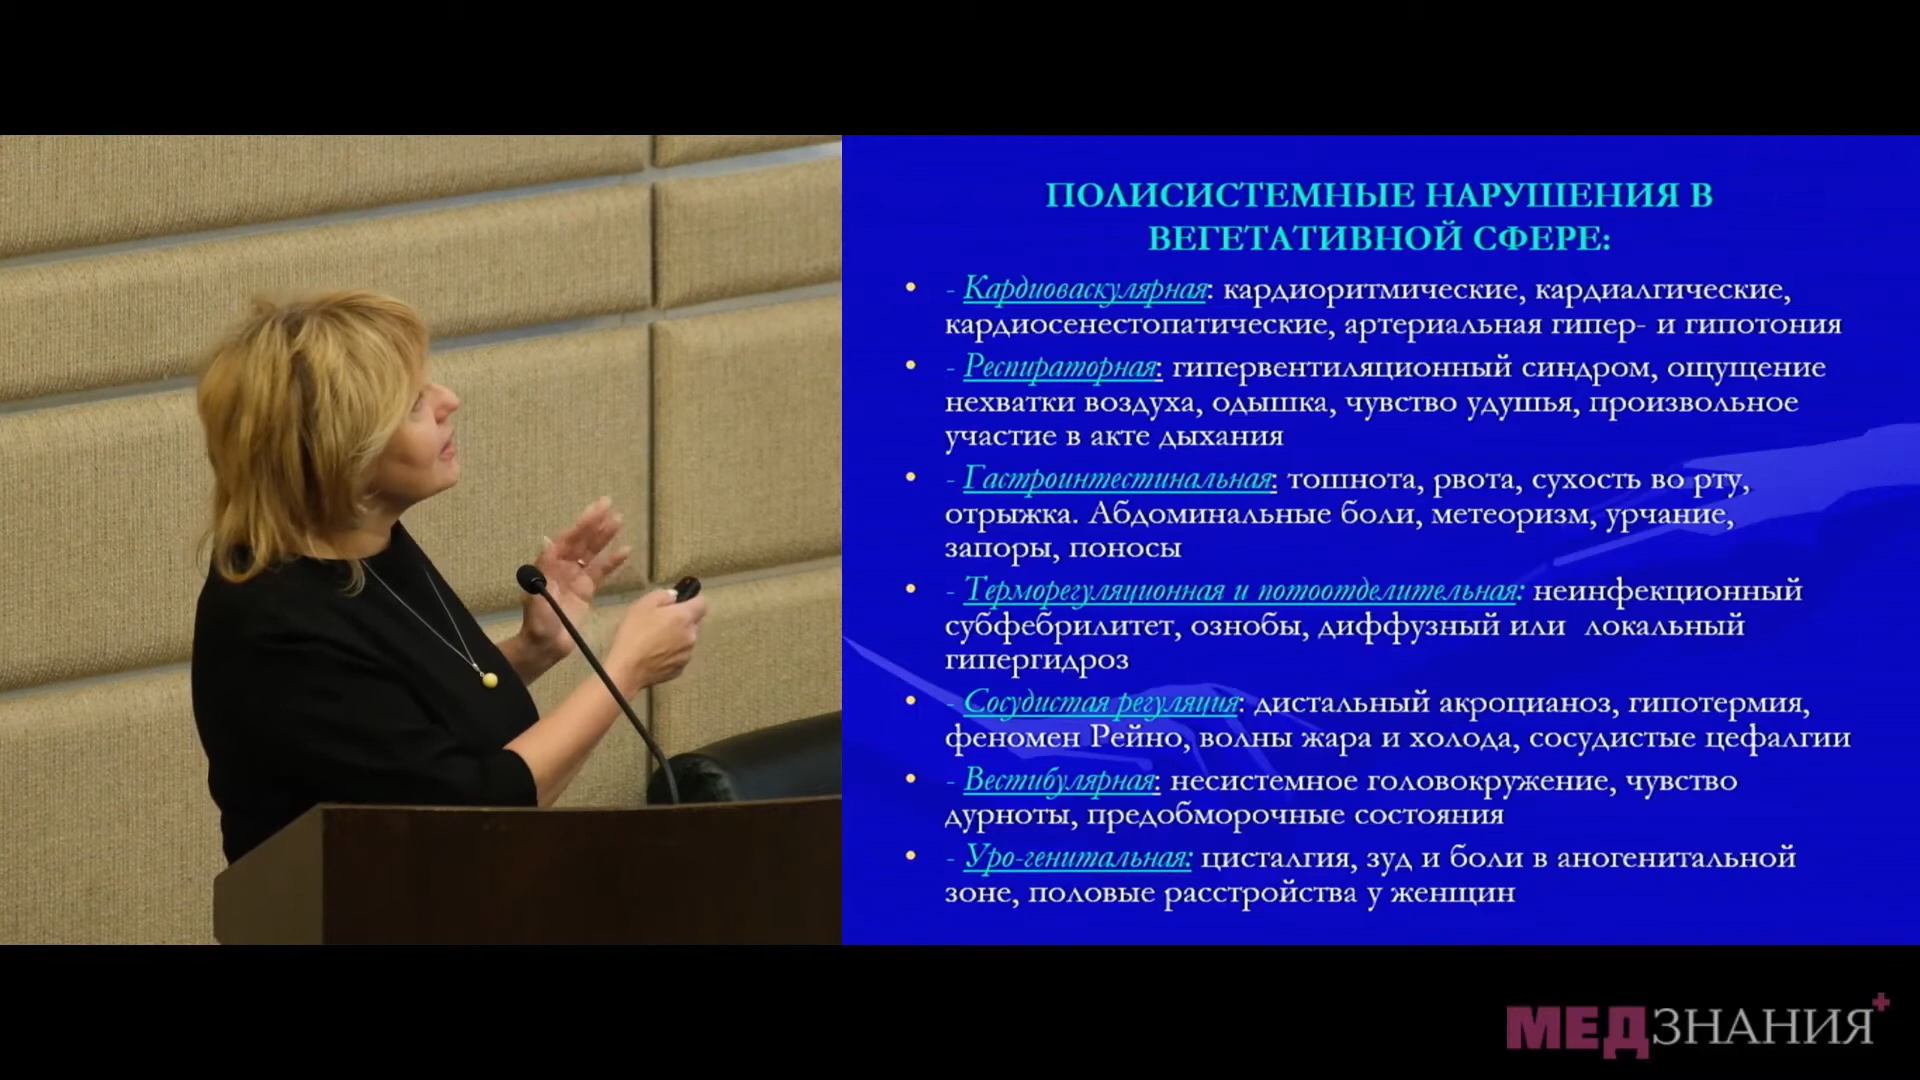 ПОЛИСИСТЕМНЫЕ НАРУШЕНИЯ В
ВЕГЕТАТИВНОЙ СФЕРЕ:
• - Кардиоваскулярная: кардиоритмические, кардиалгические,
кардиосенестопатические, артериальная гипер- и гипотония
• - Респираторная: гипервентиляционный синдром, ощущение
нехватки воздуха, одышка, чувство удушья, произвольное
участие в акте дыхания
• - Гастроинтестинальная: тошнота, рвота, сухость во рту,
отрыжка. Абдоминальные боли, метеоризм, урчание,
запоры, поносы
• - Терморегуляционная и потоотделительная: неинфекционный
субфебрилитет, ознобы, диффузный или локальный
гипергидроз
• - Сосудистая регуляция: дистальный акроцианоз, гипотермия,
феномен Рейно, волны жара и холода, сосудистые цефалгии
• - Вестибулярная: несистемное головокружение, чувство
дурноты, предобморочные состояния
• - Уро-генитальная: цисталгия, зуд и боли в аногенитальной
зоне, половые расстройства у женщин
МЕДЗНАНИЯ+